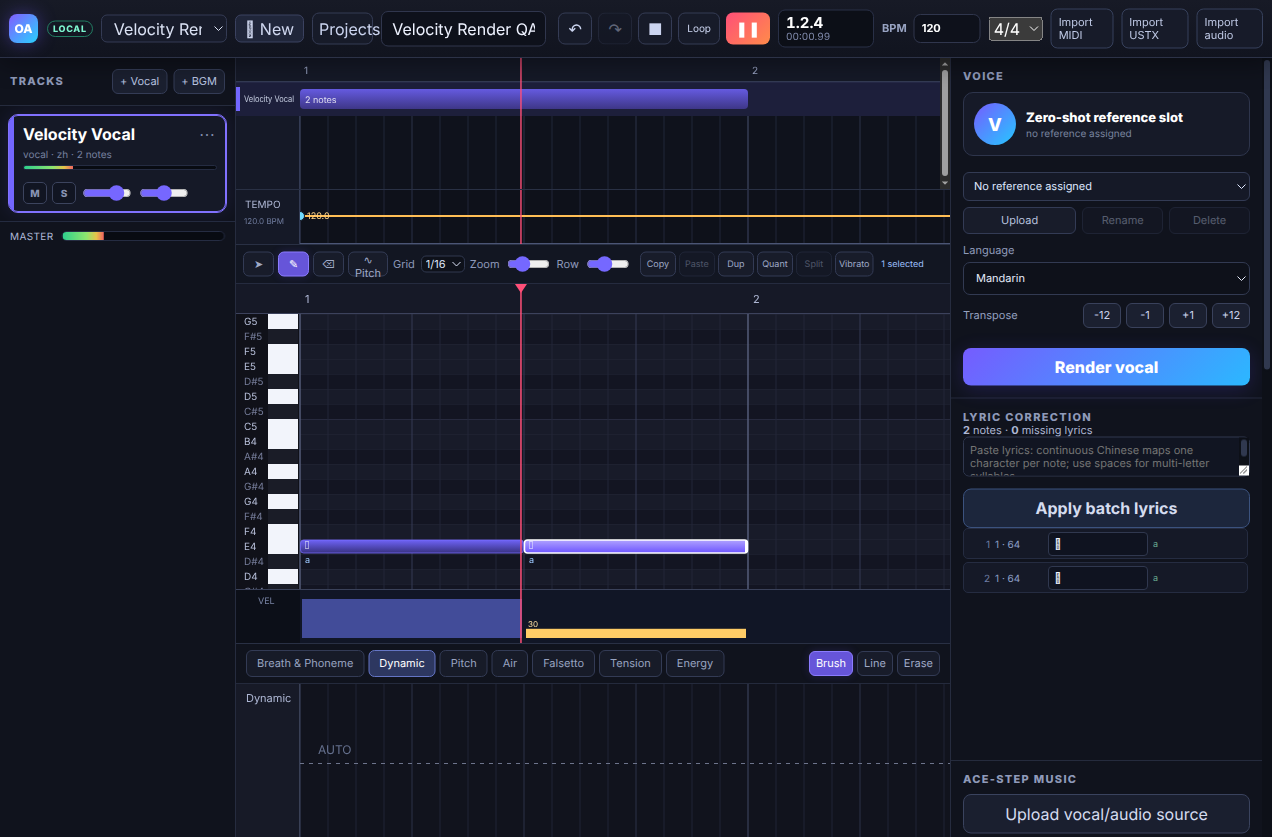 OA LOCAL Velocity Rer New Projects Velocity Render QA Loop 1.2.4 BPM 120 4/4 Import MIDI Import USTX Import audio
00:00.99
TRACKS + Vocal + BGM
Velocity Vocal ...
vocal · zh · 2 notes
M S
MASTER
1 2
Velocity Vocal 2 notes
TEMPO
120.0 BPM 120.0
Pitch Grid 1/16 Zoom Row Copy Paste Dup Quant Split Vibrato 1 selected
1 2
G5
F#5
F5
E5
D#5
D5
C#5
C5
B4
A#4
A4
G#4
G4
F#4
F4
E4
D#4 a a
D4
VEL
30
Breath & Phoneme Dynamic Pitch Air Falsetto Tension Energy Brush Line Erase
Dynamic
AUTO
VOICE
V Zero-shot reference slot
no reference assigned
No reference assigned
Upload Rename Delete
Language
Mandarin
Transpose -12 -1 +1 +12
Render vocal
LYRIC CORRECTION
2 notes · 0 missing lyrics
Paste lyrics: continuous Chinese maps one
character per note; use spaces for multi-letter
Apply batch lyrics
1 1 · 64 a
2 1 · 64 a
ACE-STEP MUSIC
Upload vocal/audio source